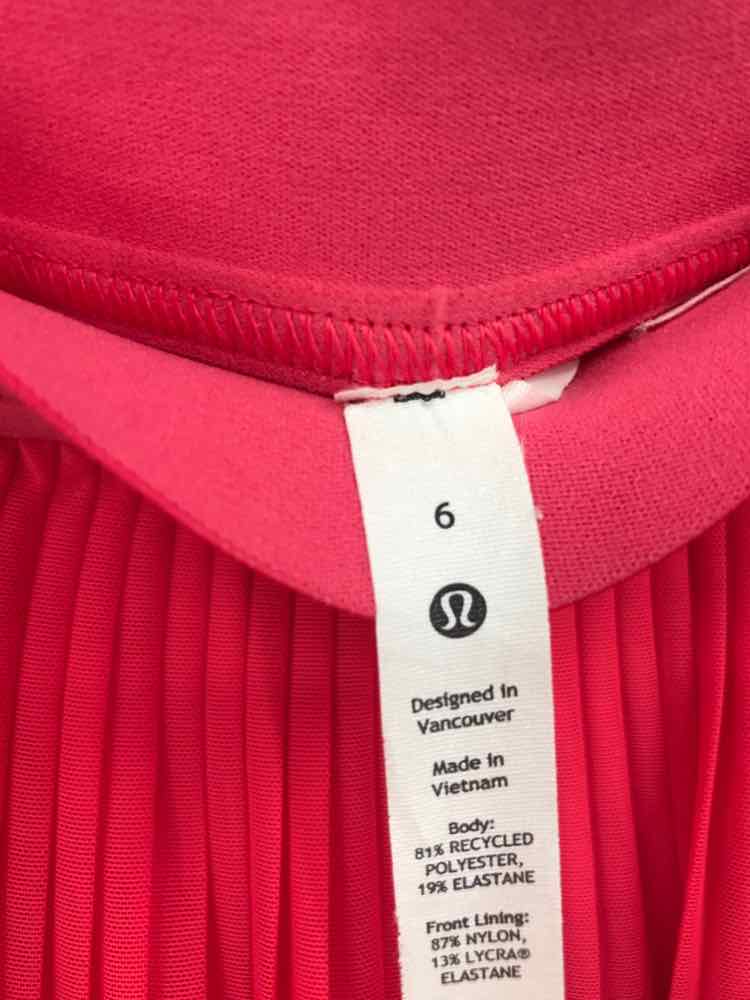 6
Designed in
Vancouver
Made in
Vietnam
Body:
81% RECYCLED
POLYESTER,
19% ELASTANE
Front Lining:
87% NYLON,
13% LYCRA®
ELASTANE